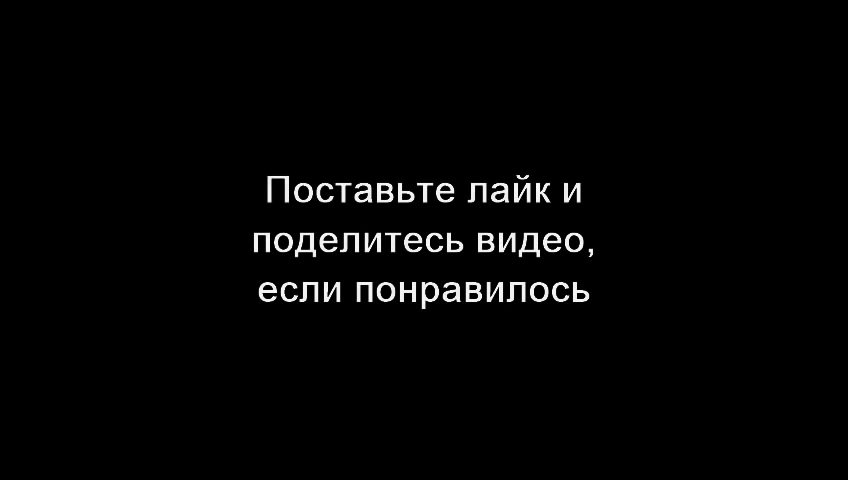 Поставьте лайк и
поделитесь видео,
если понравилось